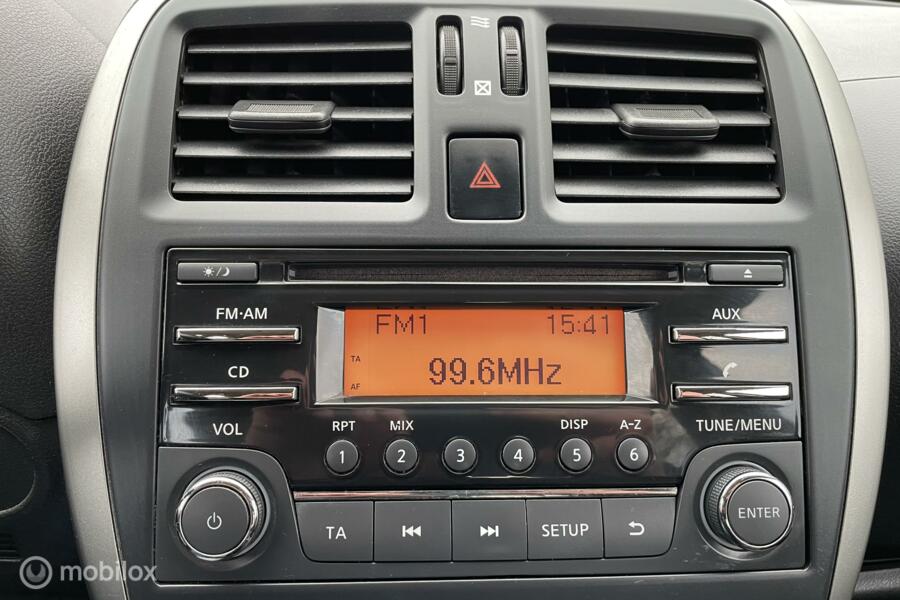 FM·AM
AUX
FM1 15:41
TA
99.6MHz
AF
CD
VOL
RPT MIX DISP A-Z
TUNE/MENU
1 2 3 4 5 6
TA
SETUP
ENTER
mobilox